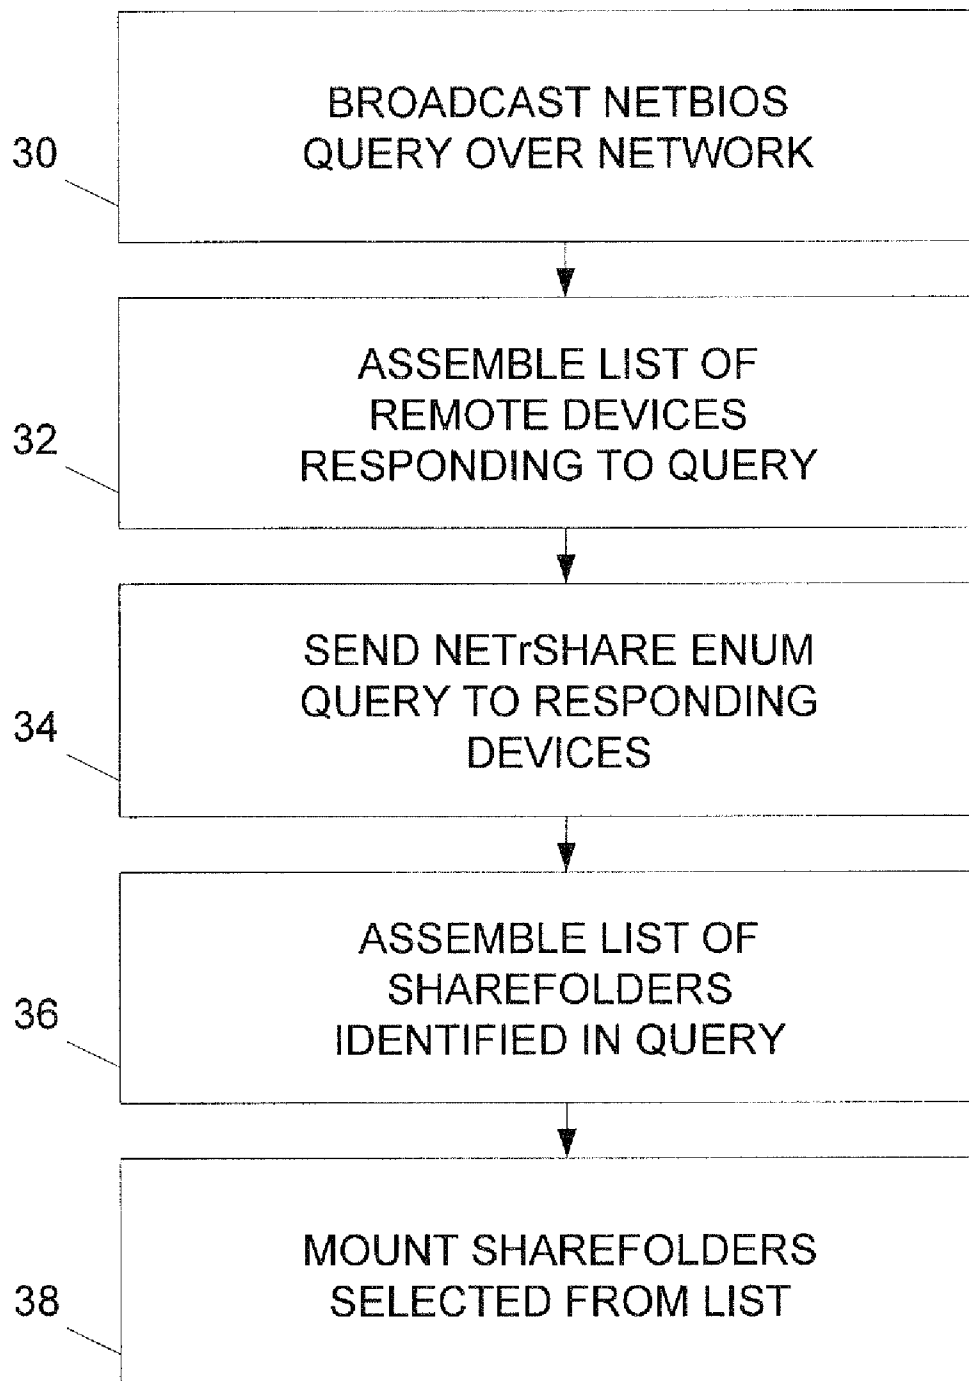 30
BROADCAST NETBIOS
QUERY OVER NETWORK
32
ASSEMBLE LIST OF
REMOTE DEVICES
RESPONDING TO QUERY
34
SEND NETrSHARE ENUM
QUERY TO RESPONDING
DEVICES
36
ASSEMBLE LIST OF
SHAREFOLDERS
IDENTIFIED IN QUERY
38
MOUNT SHAREFOLDERS
SELECTED FROM LIST